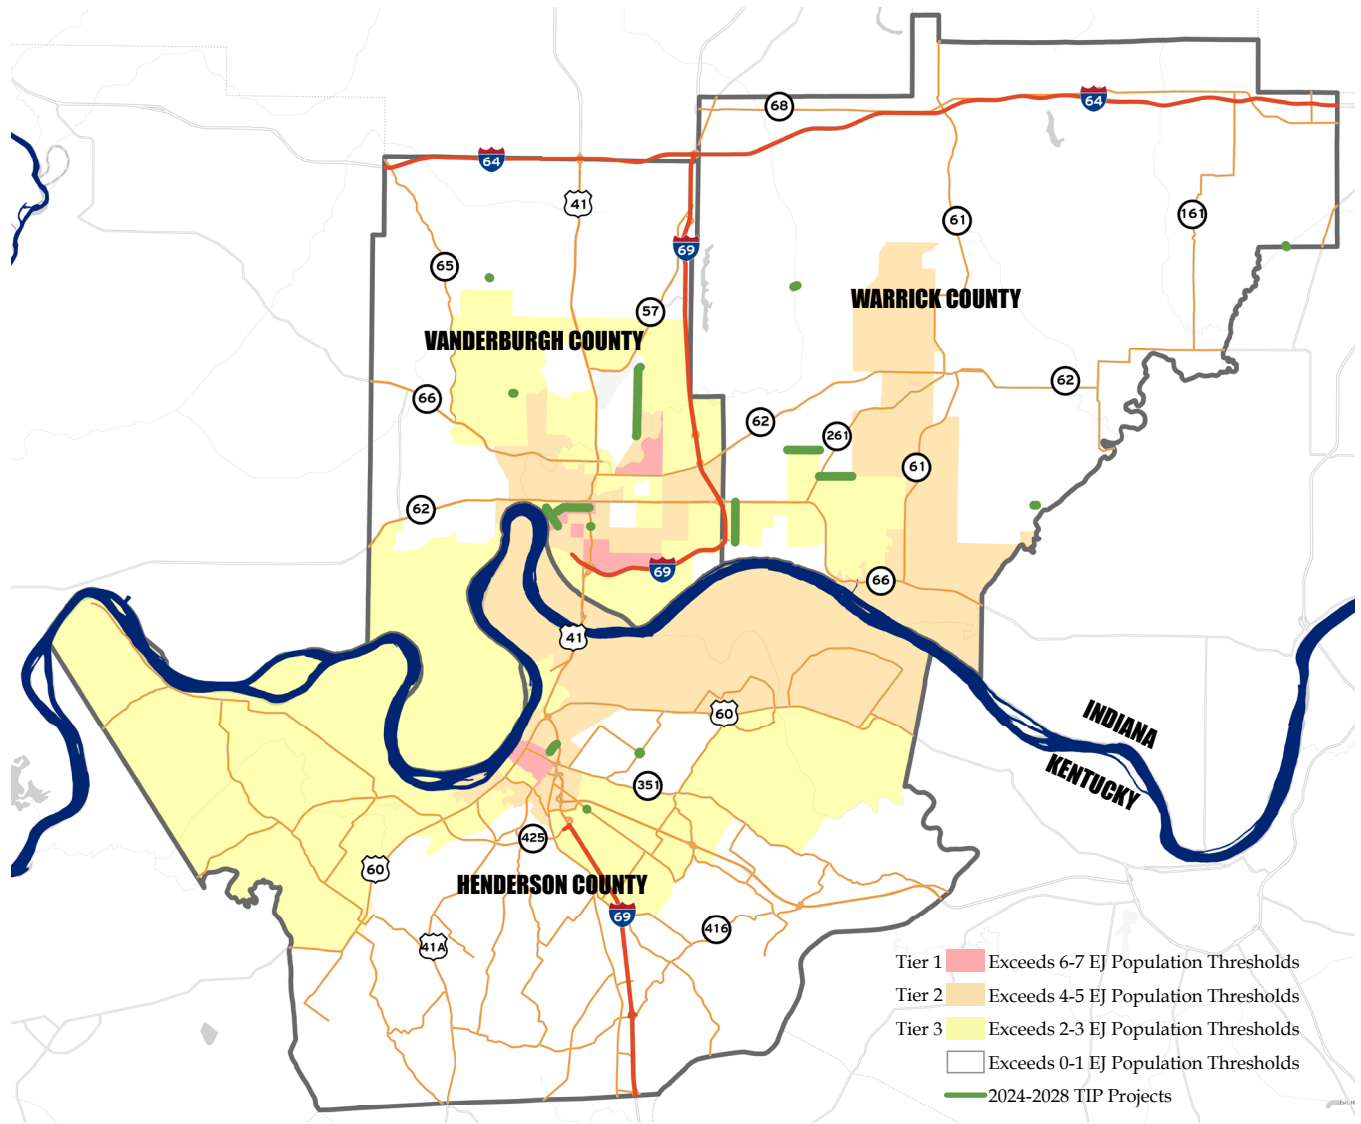 68
64
64
41
61
161
69
65
57
WARRICK COUNTY
VANDERBURGH COUNTY
66
62
62
261
61
62
69
66
41
60
INDIANA
KENTUCKY
351
425
60
HENDERSON COUNTY
69
416
41A
Tier 1 Exceeds 6-7 EJ Population Thresholds
Tier 2 Exceeds 4-5 EJ Population Thresholds
Tier 3 Exceeds 2-3 EJ Population Thresholds
Exceeds 0-1 EJ Population Thresholds
2024-2028 TIP Projects